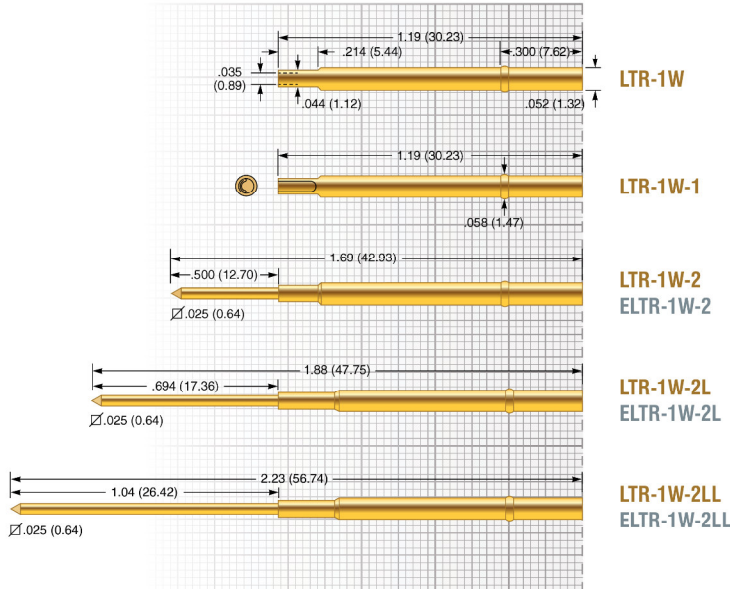 1.19 (30.23)
.214 (5.44)
.300 (7.62)
.035
(0.89)
.044 (1.12)
.052 (1.32)
LTR-1W
1.19 (30.23)
LTR-1W-1
.058 (1.47)
1.69 (42.93)
.500 (12.70)
.025 (0.64)
LTR-1W-2
ELTR-1W-2
1.88 (47.75)
.694 (17.36)
.025 (0.64)
LTR-1W-2L
ELTR-1W-2L
2.23 (56.74)
1.04 (26.42)
.025 (0.64)
LTR-1W-2LL
ELTR-1W-2LL